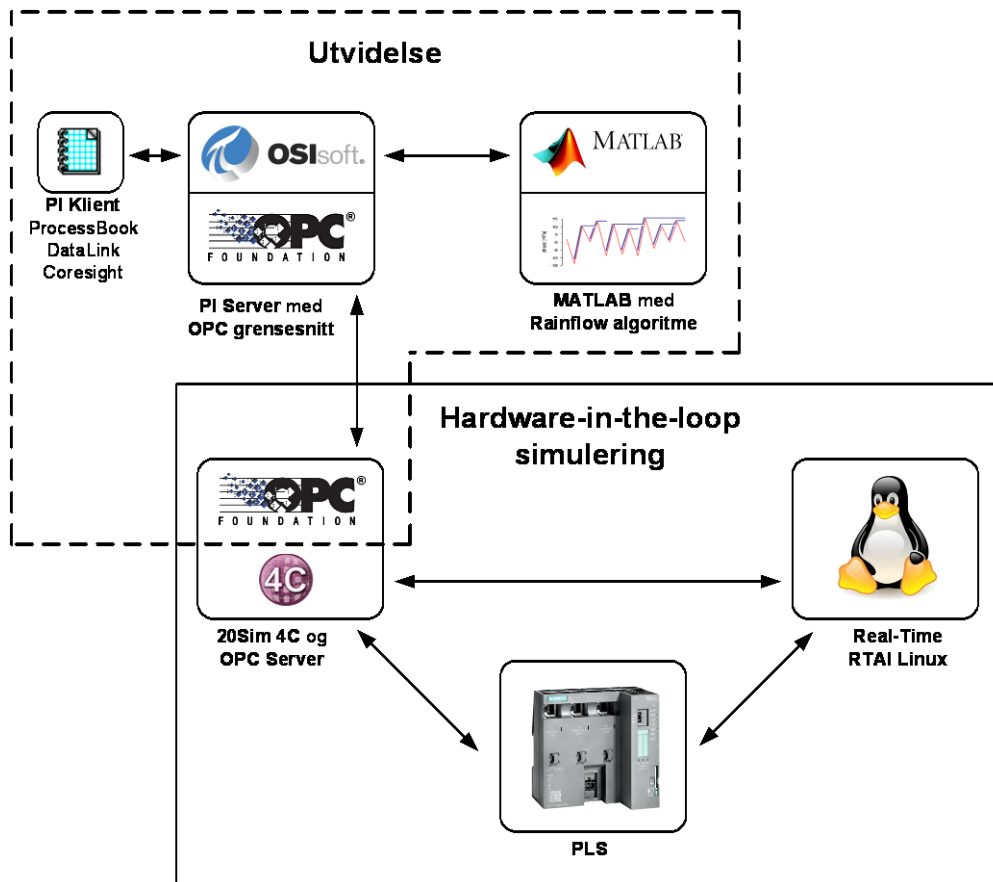 Utvidelse
OSIsoft.
OPC®
FOUNDATION
MATLAB®
PI Klient
ProcessBook
DataLink
Coresight
PI Server med
OPC grensesnitt
MATLAB med
Rainflow algoritme
Hardware-in-the-loop
simulering
OPC®
FOUNDATION
4C
20Sim 4C og
OPC Server
Real-Time
RTAI Linux
PLS